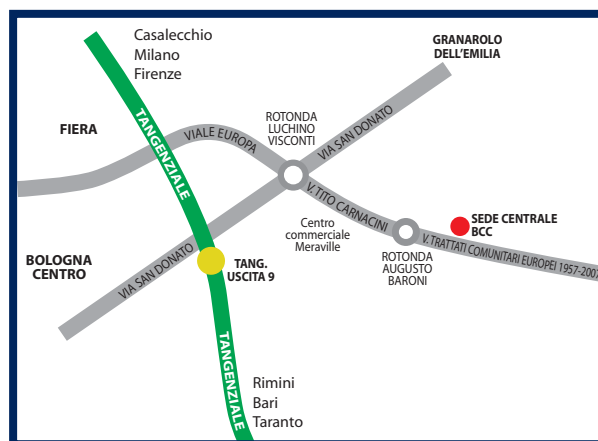 Casalecchio
Milano
Firenze
GRANAROLO
DELL'EMILIA
TANGENZIALE
FIERA
VIALE EUROPA
ROTONDA
LUCHINO
VISCONTI
VIA SAN DONATO
V. TITO CARNACINI
Centro
commerciale
Meraville
SEDE CENTRALE
BCC
V. TRATTATI COMUNITARI EUROPEI 1957-2007
ROTONDA
AUGUSTO
BARONI
BOLOGNA
CENTRO
VIA SAN DONATO
TANG.
USCITA 9
TANGENZIALE
Rimini
Bari
Taranto